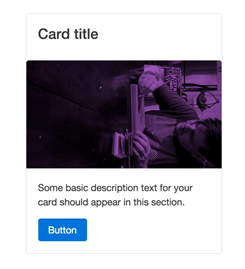 Card title
Some basic description text for your
card should appear in this section.
Button